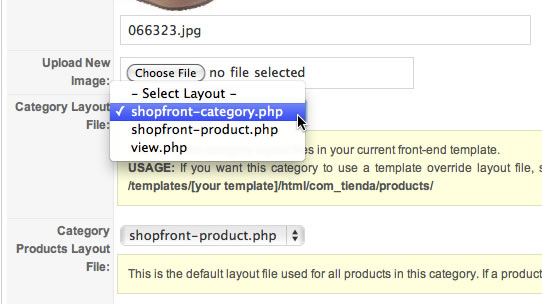 066323.jpg
Upload New Image:
Choose File no file selected
– Select Layout –
Category Layout File:
✓ shopfront-category.php
shopfront-product.php
view.php
in your current front-end template.
USAGE: If you want this category to use a template override layout file,
/templates/[your template]/html/com_tienda/products/
Category Products Layout File:
shopfront-product.php
This is the default layout file used for all products in this category. If a product